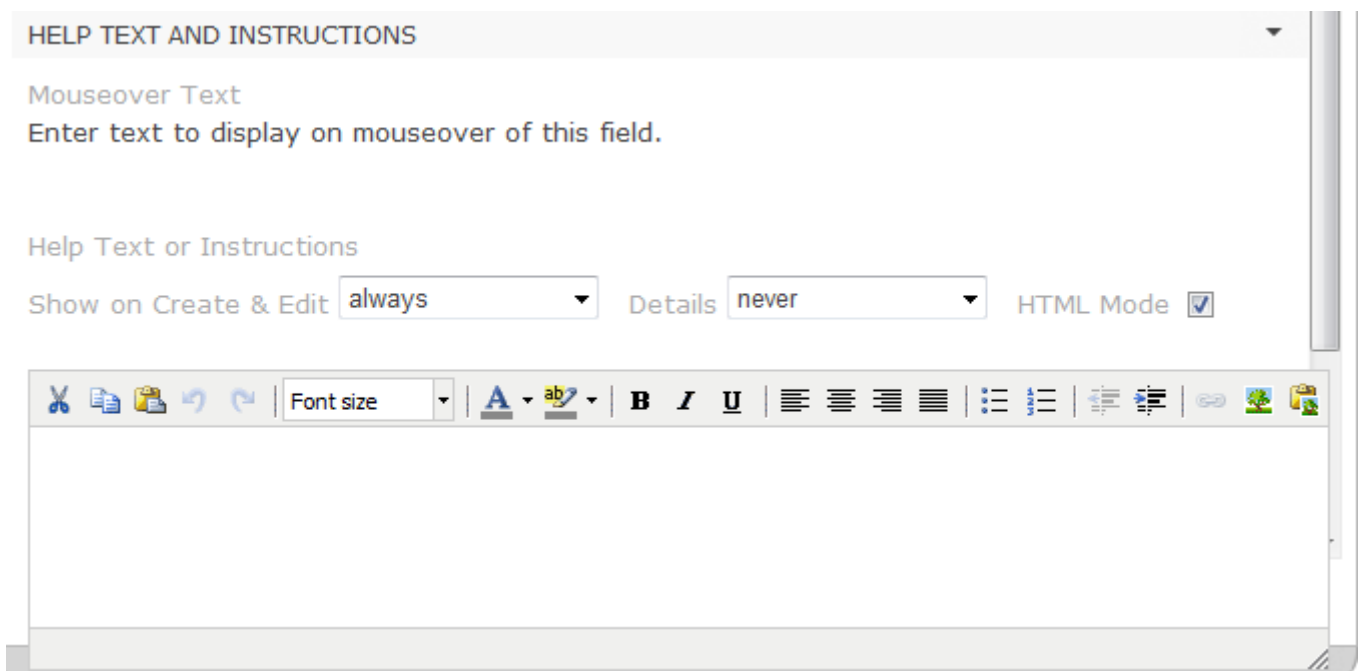 HELP TEXT AND INSTRUCTIONS
Mouseover Text
Enter text to display on mouseover of this field.
Help Text or Instructions
Show on Create & Edit always Details never HTML Mode
Font size A ab B I U